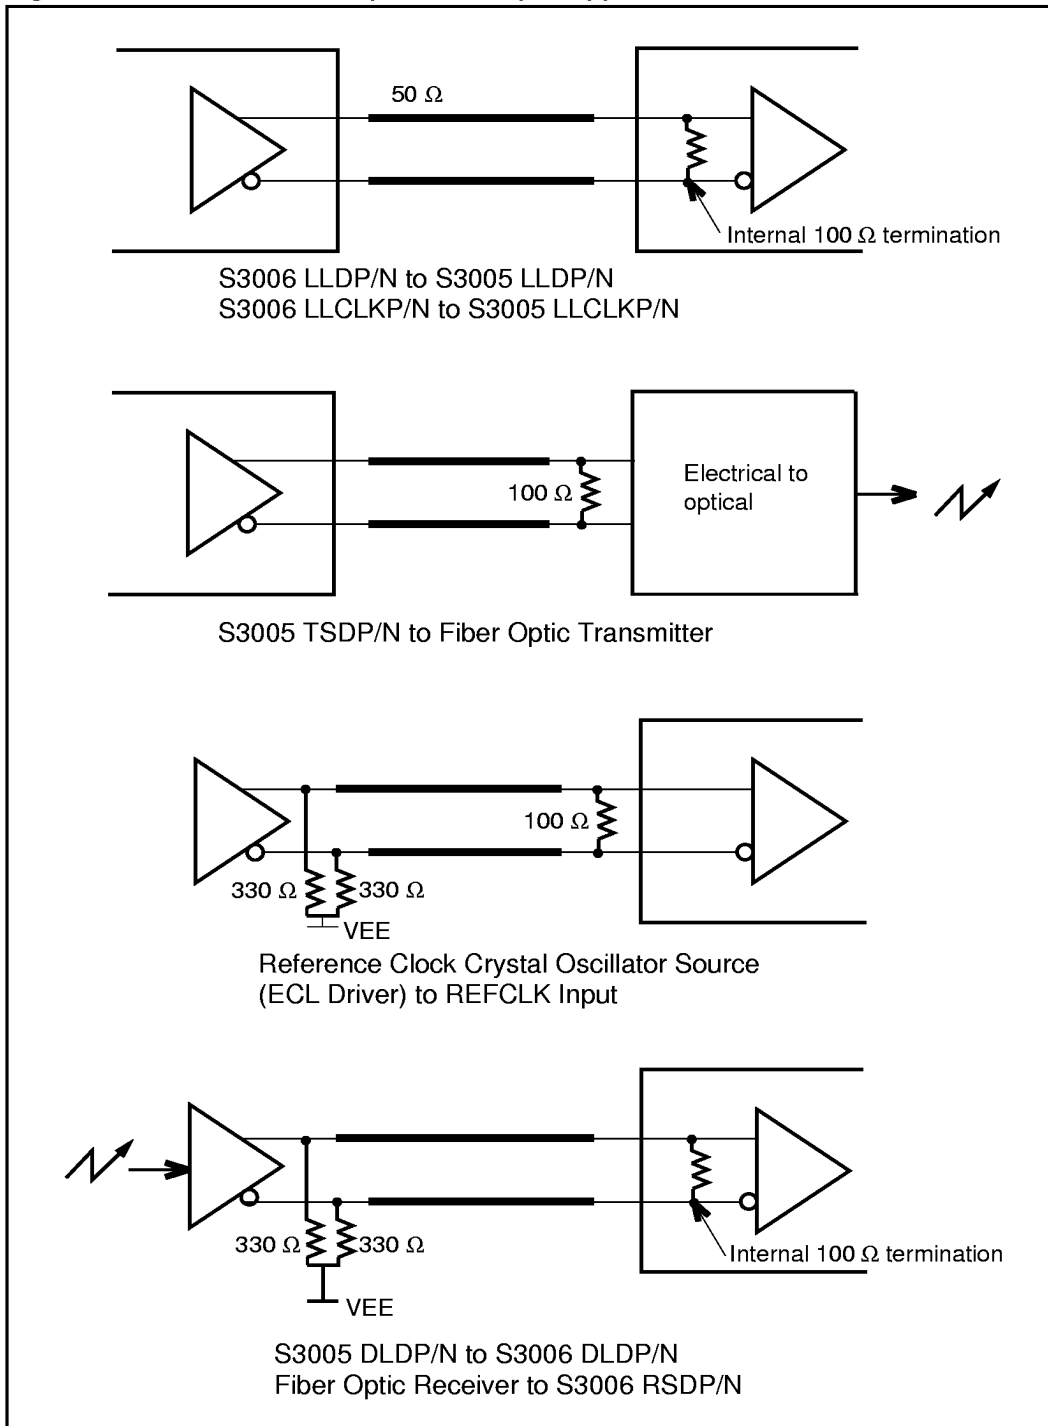 50 Ω
Internal 100 Ω termination
S3006 LLDP/N to S3005 LLDP/N
S3006 LLCLKP/N to S3005 LLCLKP/N
100 Ω
Electrical to
optical
S3005 TSDP/N to Fiber Optic Transmitter
100 Ω
330 Ω 330 Ω
VEE
Reference Clock Crystal Oscillator Source
(ECL Driver) to REFCLK Input
330 Ω 330 Ω
Internal 100 Ω termination
VEE
S3005 DLDP/N to S3006 DLDP/N
Fiber Optic Receiver to S3006 RSDP/N